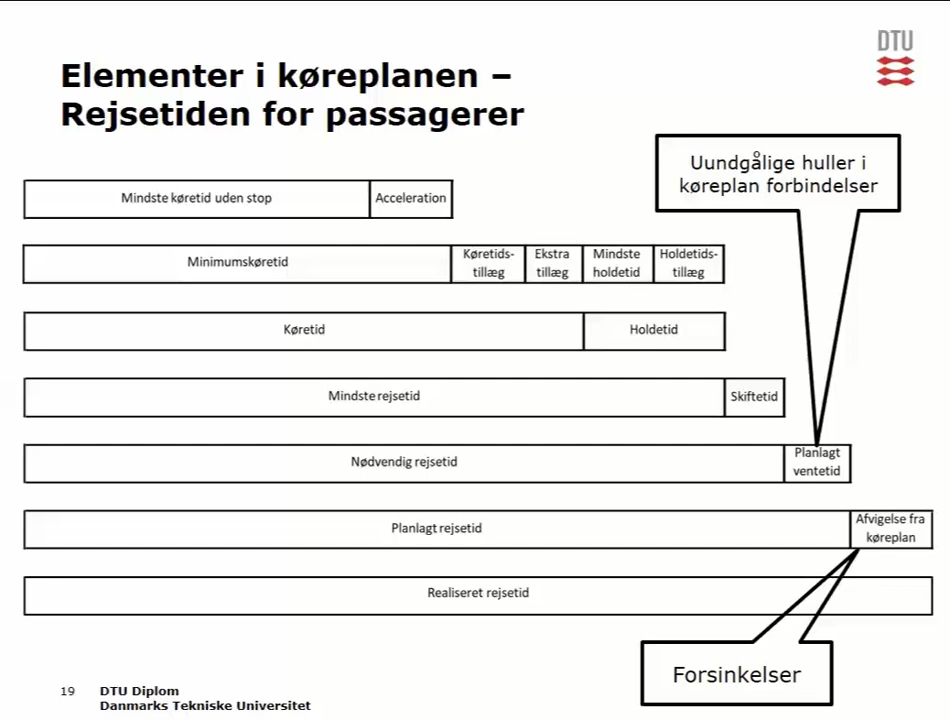 DTU
Elementer i køreplanen –
Rejsetiden for passagerer
Uundgålige huller i
køreplan forbindelser
Mindste køretid uden stop
Acceleration
Minimumskøretid
Køretids-
tillæg
Ekstra
tillæg
Mindste
holdetid
Holdetids-
tillæg
Køretid
Holdetid
Mindste rejsetid
Skiftetid
Nødvendig rejsetid
Planlagt
ventetid
Planlagt rejsetid
Afvigelse fra
køreplan
Realiseret rejsetid
Forsinkelser
19
DTU Diplom
Danmarks Tekniske Universitet